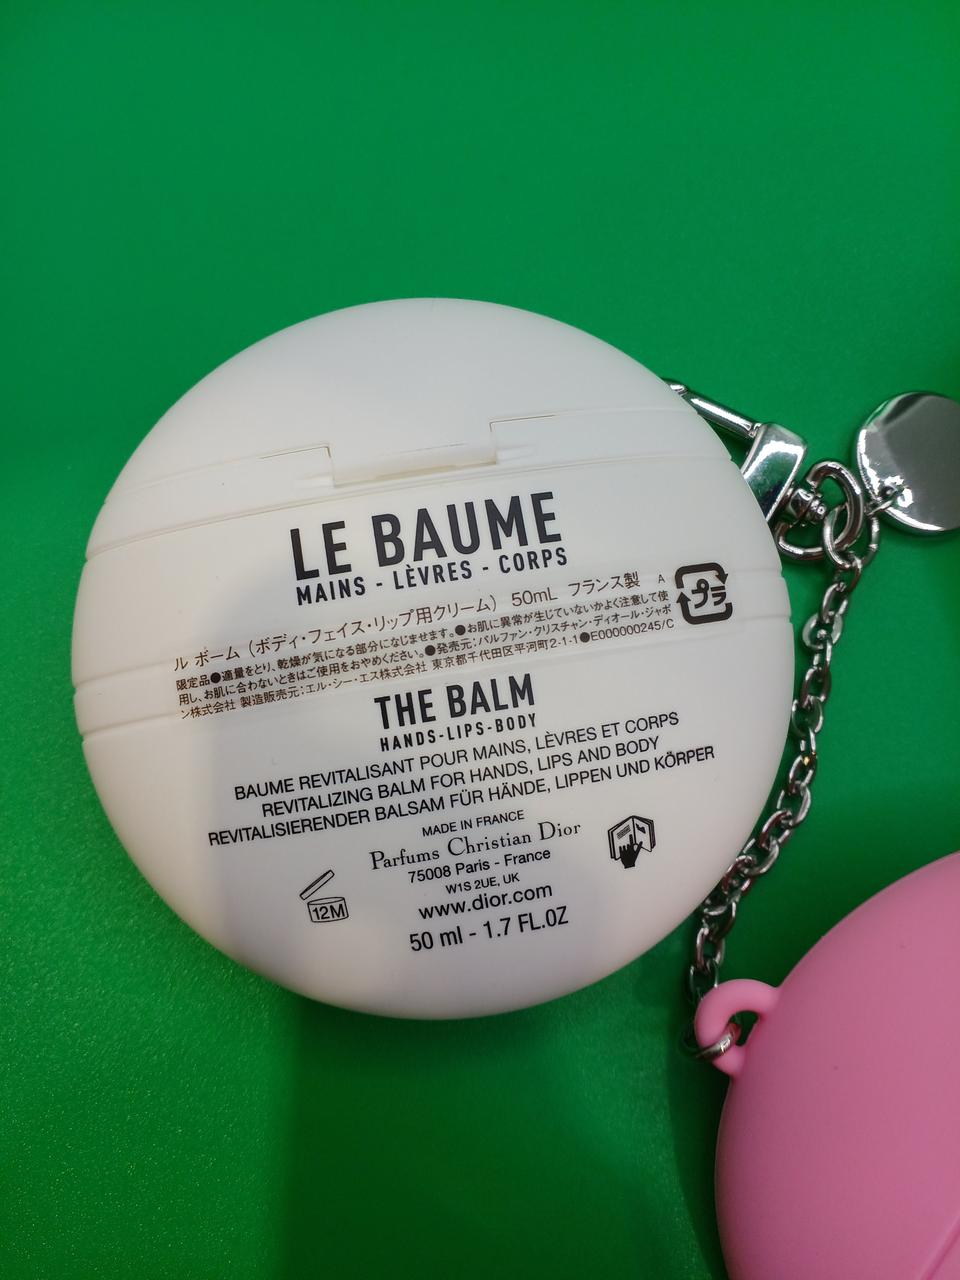 LE BAUME
MAINS - LÈVRES - CORPS
ル ボーム（ボディ・フェイス・リップ用クリーム） 50mL フランス製 A
限定品●適量をとり、乾燥が気になる部分になじませます。●お肌に異常が生じていないかよく注意して使
用し、お肌に合わないときはご使用をおやめください。●発売元：パルファン・クリスチャン・ディオール・ジャポ
ン株式会社 製造販売元：エル・シー・エス株式会社 東京都千代田区平河町2-1-1●E000000245/C
プラ
THE BALM
HANDS-LIPS-BODY
BAUME REVITALISANT POUR MAINS, LÈVRES ET CORPS
REVITALIZING BALM FOR HANDS, LIPS AND BODY
REVITALISIERENDER BALSAM FÜR HÄNDE, LIPPEN UND KÖRPER
MADE IN FRANCE
Parfums Christian Dior
75008 Paris - France
W1S 2UE, UK
12M
www.dior.com
50 ml - 1.7 FL.OZ